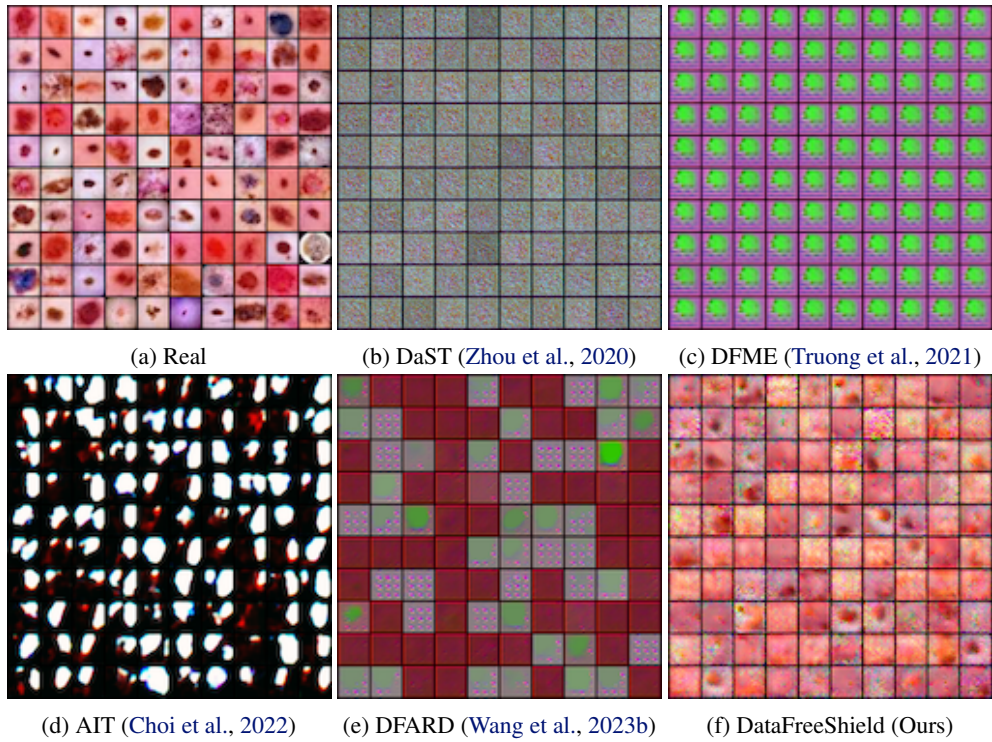 (a) Real
(b) DaST (Zhou et al., 2020)
(c) DFME (Truong et al., 2021)
(d) AIT (Choi et al., 2022)
(e) DFARD (Wang et al., 2023b)
(f) DataFreeShield (Ours)